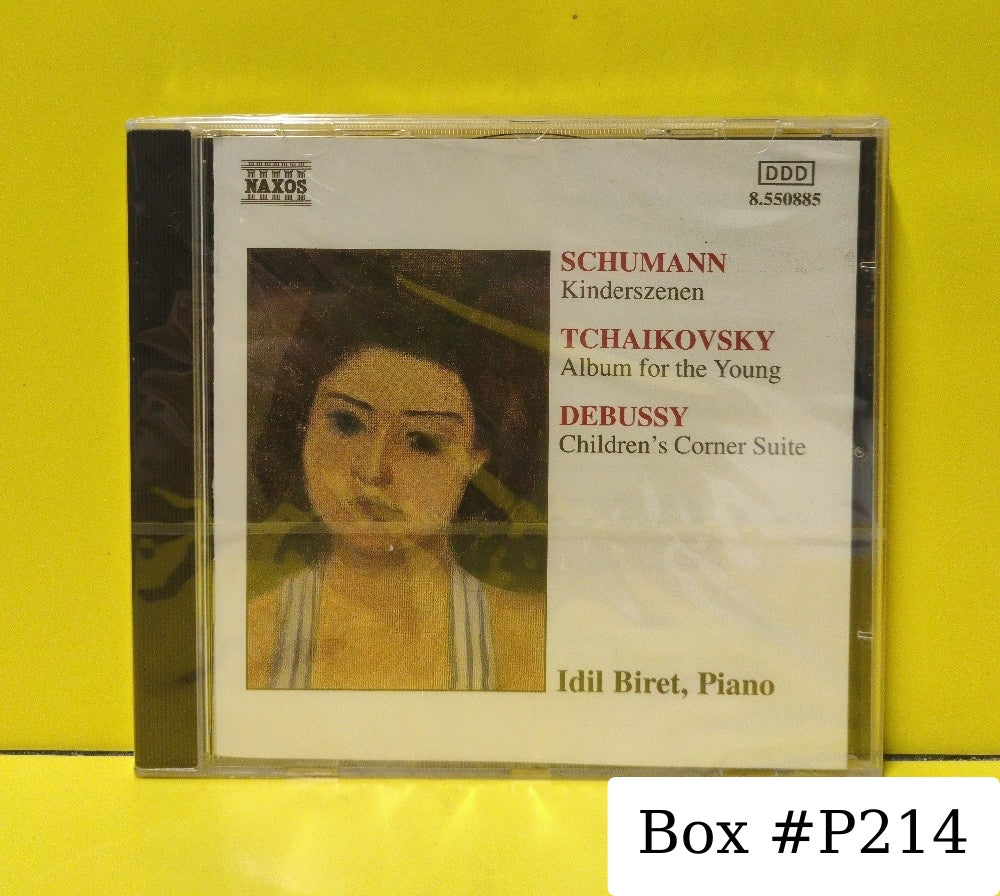 NAXOS
DDD
8.550885
SCHUMANN
Kinderszenen
TCHAIKOVSKY
Album for the Young
DEBUSSY
Children's Corner Suite
Idil Biret, Piano
Box #P214